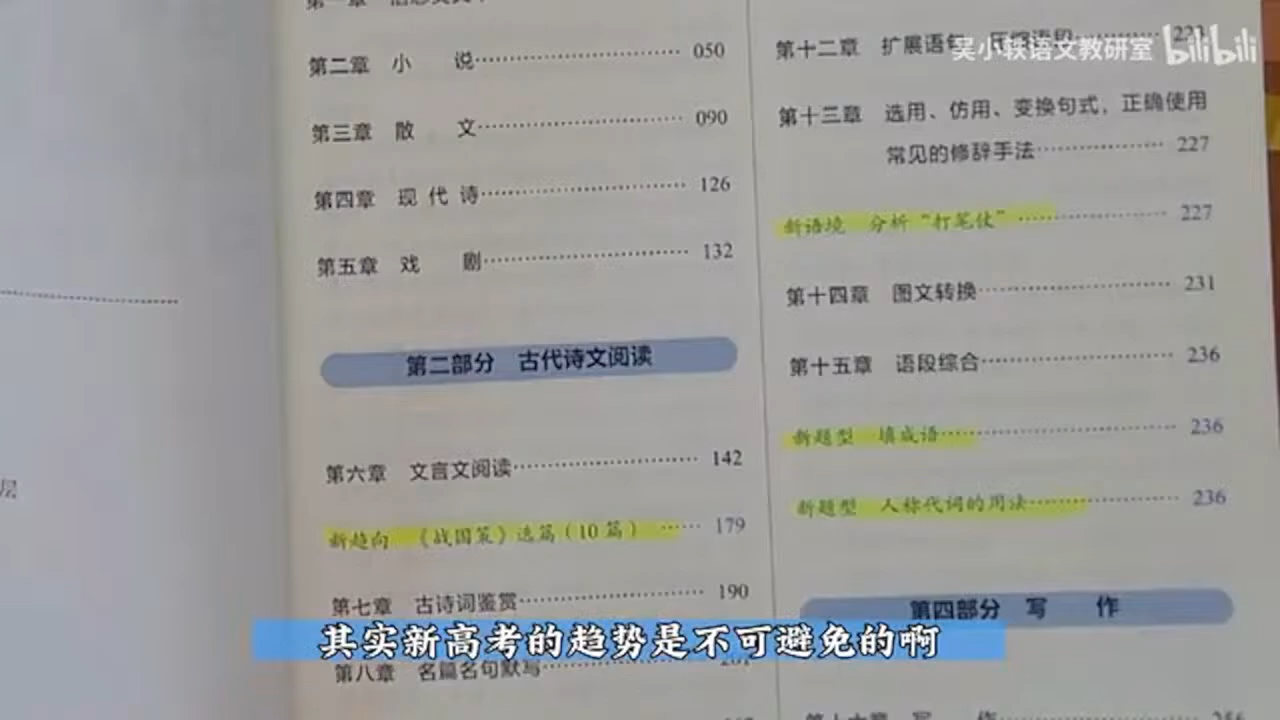 吴小轶语文教研室 bilibili
第二章 小 说 050
第三章 散 文 090
第四章 现 代 诗 126
第五章 戏 剧 132
第二部分 古代诗文阅读
第六章 文言文阅读 142
新趋向 《战国策》选篇(10篇) 179
第七章 古诗词鉴赏 190
第八章 名篇名句默写
第十二章 扩展语句
第十三章 选用、仿用、变换句式,正确使用
常见的修辞手法 227
新语境 分析“打笔仗” 227
第十四章 图文转换 231
第十五章 语段综合 236
新题型 填成语 236
新题型 人称代词的用法 236
第四部分 写 作
层
其实新高考的趋势是不可避免的啊